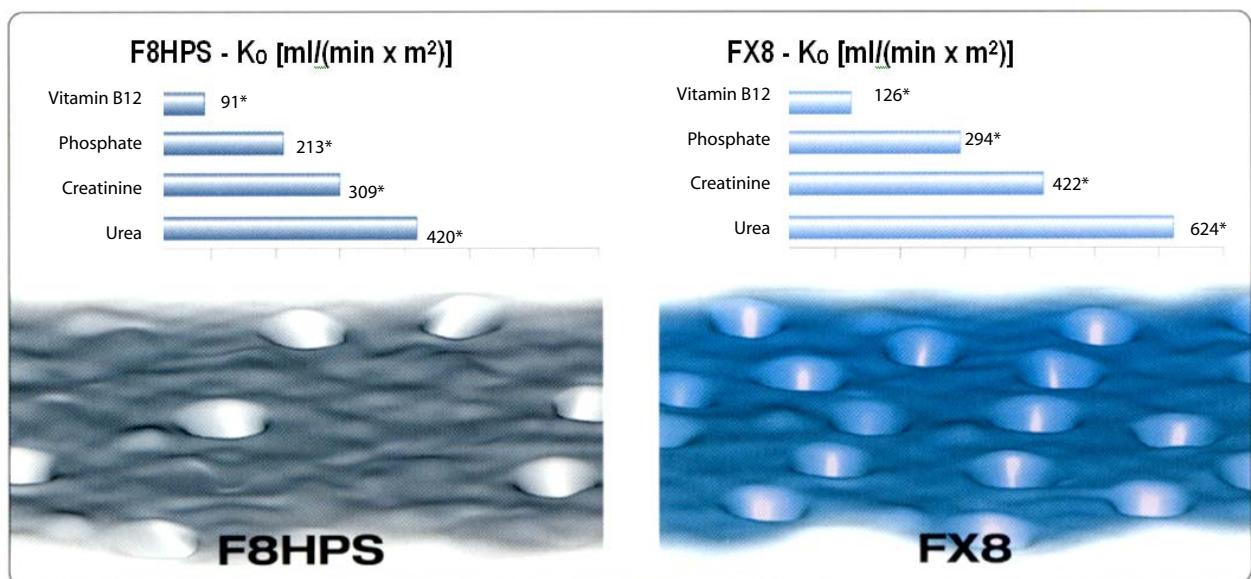 F8HPS - K₀ [ml/(min x m²)]
Vitamin B12 91*
Phosphate 213*
Creatinine 309*
Urea 420*
F8HPS
FX8 - K₀ [ml/(min x m²)]
Vitamin B12 126*
Phosphate 294*
Creatinine 422*
Urea 624*
FX8